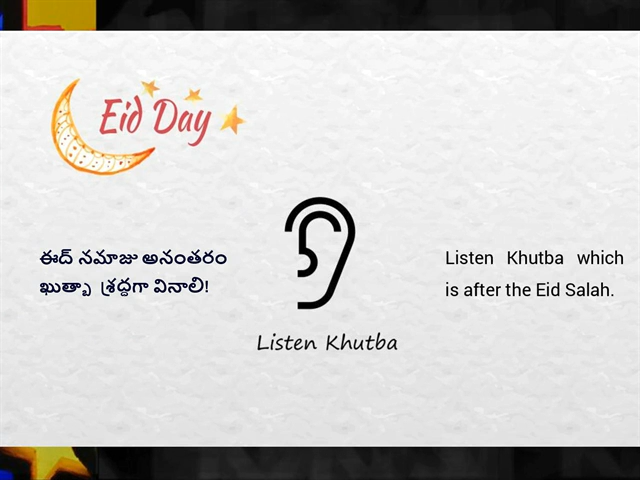 Eid Day
ఈద్ నమాజు అనంతరం
ఖుత్బా శ్రద్ధగా వినాలి!
Listen Khutba
Listen Khutba which
is after the Eid Salah.